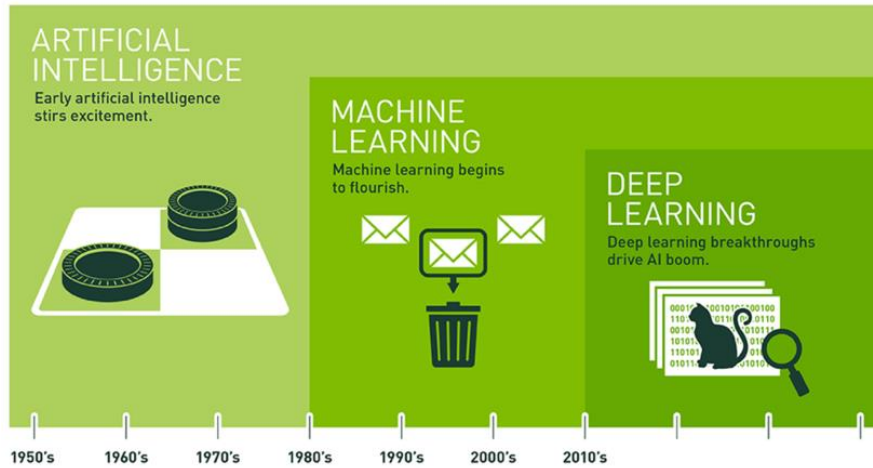 ARTIFICIAL
INTELLIGENCE
Early artificial intelligence
stirs excitement.
MACHINE
LEARNING
Machine learning begins
to flourish.
DEEP
LEARNING
Deep learning breakthroughs
drive AI boom.
1950's 1960's 1970's 1980's 1990's 2000's 2010's